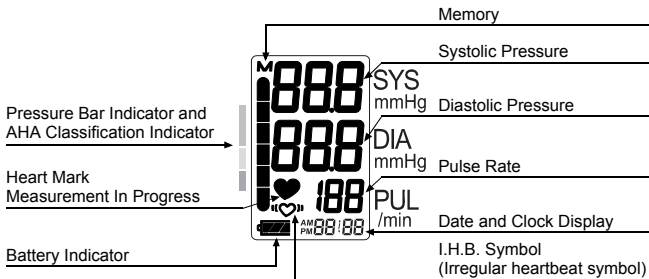 Memory
Systolic Pressure
M
888
SYS
mmHg
Diastolic Pressure
Pressure Bar Indicator and
AHA Classification Indicator
88.8
DIA
mmHg
Pulse Rate
Heart Mark
Measurement In Progress
188
PUL
/min
Date and Clock Display
AM
PM
88:88
Battery Indicator
I.H.B. Symbol
(Irregular heartbeat symbol)